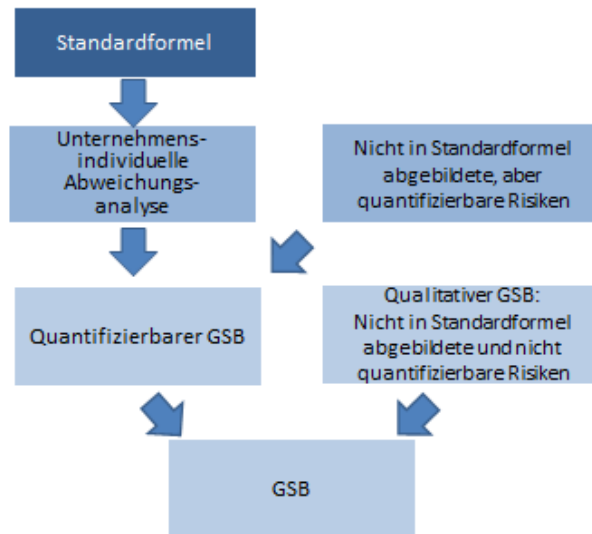 Standardformel
Unternehmens-
individuelle
Abweichungs-
analyse
Nicht in Standardformel
abgebildete, aber
quantifizierbare Risiken
Quantifizierbarer GSB
Qualitativer GSB:
Nicht in Standardformel
abgebildete und nicht
quantifizierbare Risiken
GSB